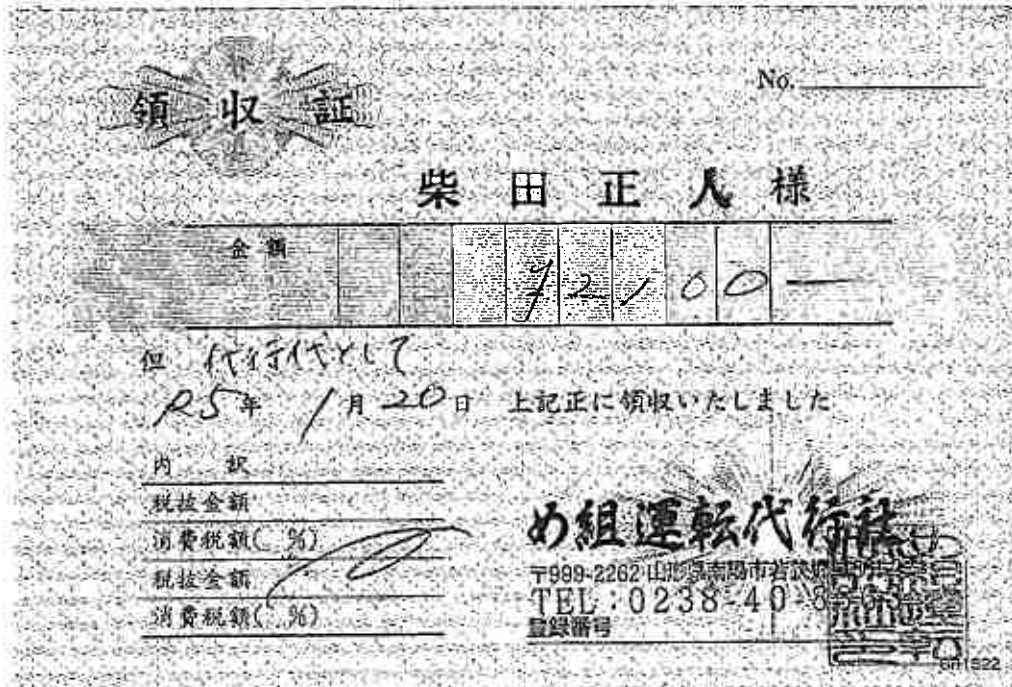 領収証
No.
柴田正人様
金額 ¥2,100—
但 代行代として
R5年 1月20日 上記正に領収いたしました
内 訳
税抜金額
消費税額( %)
税抜金額
消費税額( %)
め組運転代行社
〒999-2262 山形県南陽市
TEL:0238-40-8
登録番号